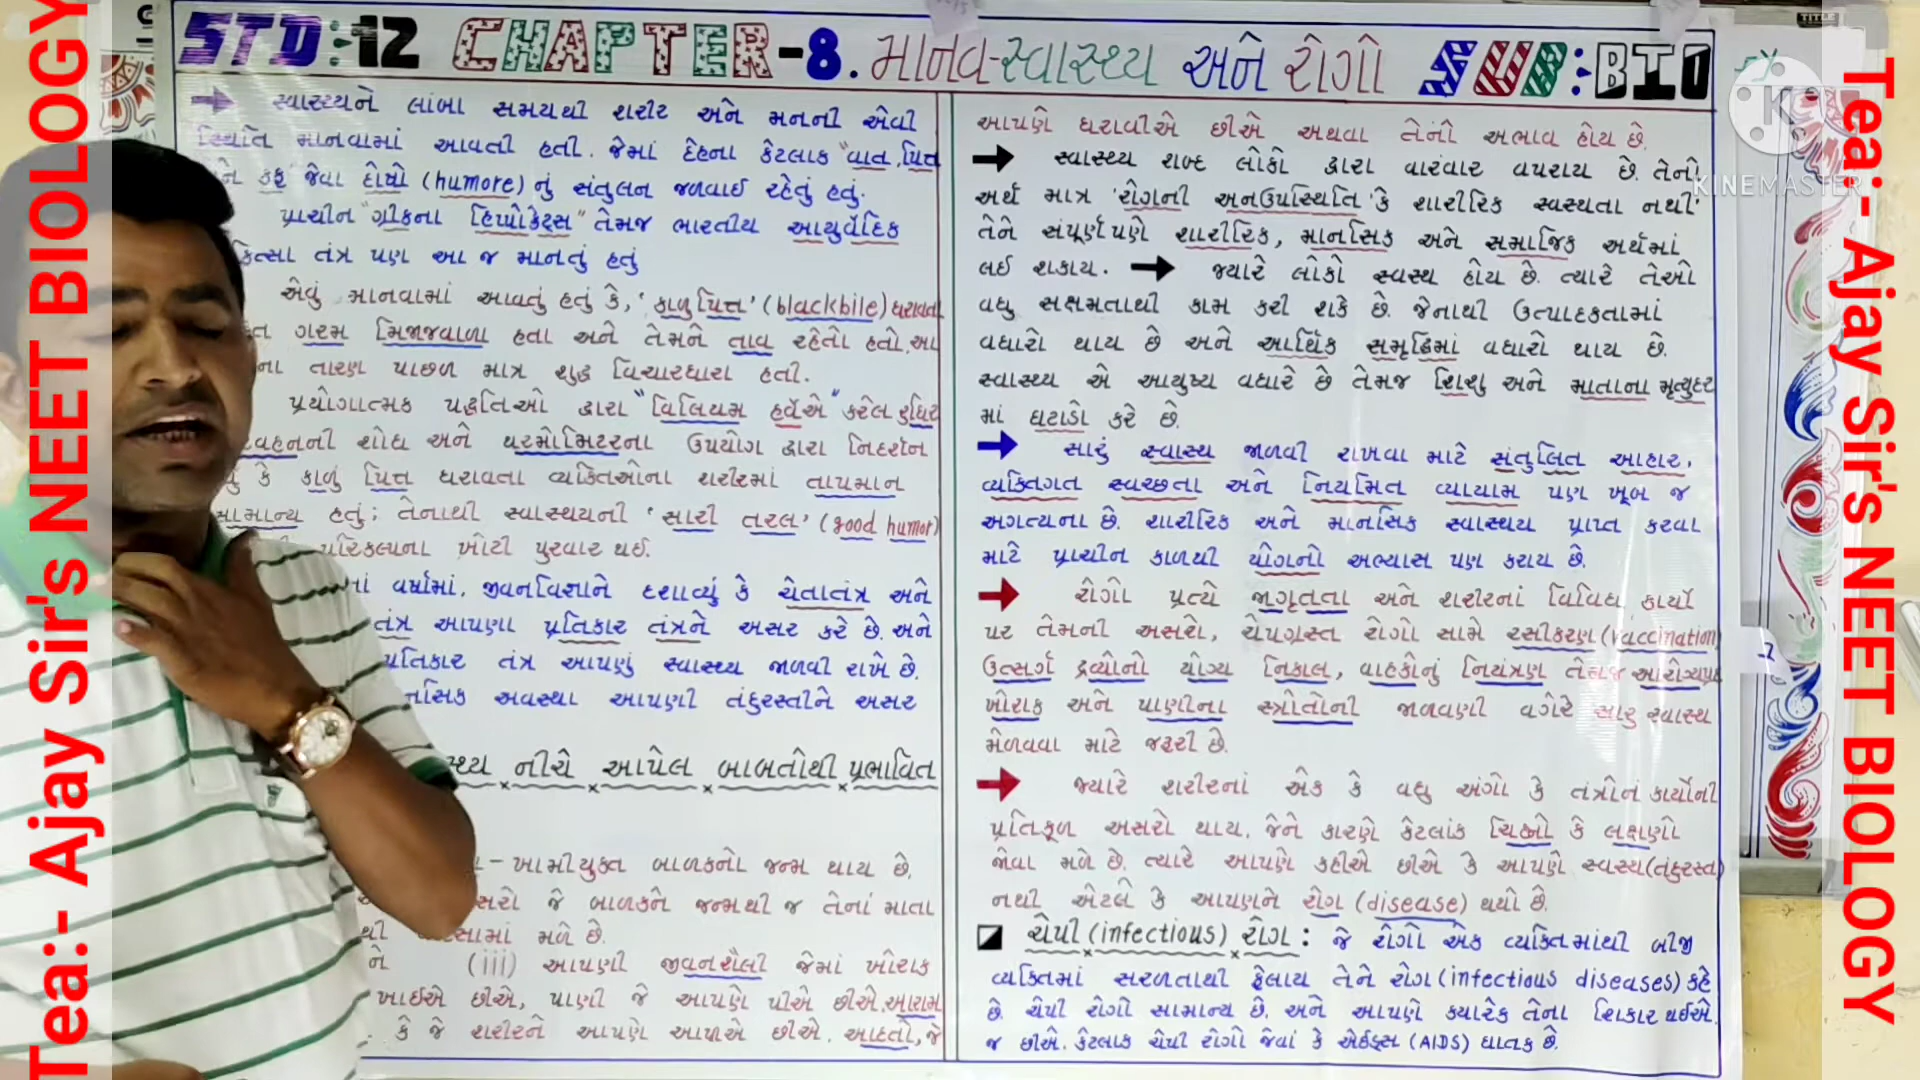 STD:-12 CHAPTER-8. માનવ-સ્વાસ્થ્ય અને રોગો SUB:BIO
સ્વાસ્થ્યને લાંબા સમયથી શરીર અને મનની એવી
સ્થિતિ માનવામાં આવતી હતી. જેમાં દેહના કેટલાક "વાત, પિત્ત
કફ જેવા દોષો (humore) નું સંતુલન જળવાઈ રહેતું હતું.
પ્રાચીન "ગ્રીકના હિપ્પોક્રેટ્સ" તેમજ ભારતીય આયુર્વેદિક
તંત્ર પણ આ જ માનતું હતું
એવું માનવામાં આવતું હતું કે, 'કાળુ પિત્ત' (blackbile) ધરાવતી
ગરમ મિજાજવાળા હતા અને તેમને તાવ રહેતો હતો. આ
તારણ પાછળ માત્ર શુદ્ધ વિચારધારા હતી.
પ્રયોગાત્મક પદ્ધતિઓ દ્વારા "વિલિયમ હર્વેએ" કરેલ રુધિર
શોધ અને થરમોમિટરના ઉપયોગ દ્વારા નિદર્શન
કે કાળું પિત્ત ધરાવતા વ્યક્તિઓના શરીરમાં તાપમાન
સામાન્ય હતું; તેનાથી સ્વાસ્થયની 'સારી તરલ' (good humor)
પરિકલ્પના ખોટી પુરવાર થઈ.
વર્ષોમાં, જીવનવિજ્ઞાને દર્શાવ્યું કે ચેતાતંત્ર અને
તંત્ર આપણા પ્રતિકાર તંત્રને અસર કરે છે. અને
પ્રતિકાર તંત્ર આપણું સ્વાસ્થ્ય જાળવી રાખે છે.
અવસ્થા આપણી તંદુરસ્તીને અસર
નીચે આપેલ બાબતોથી પ્રભાવિત
- ખામીયુક્ત બાળકનો જન્મ થાય છે.
જે બાળકને જન્મથી જ તેનાં માતા
મળે છે.
(iii) આપણી જીવનશૈલી જેમાં ખોરાક
ખાઈએ છીએ, પાણી જે આપણે પીએ છીએ, આરામ
કે જે શરીરને આપણે આપીએ છીએ. આદતો, જે
આપણે ધરાવીએ છીએ અથવા તેનો અભાવ હોય છે.
સ્વાસ્થ્ય શબ્દ લોકો દ્વારા વારંવાર વપરાય છે. તેનો
અર્થ માત્ર 'રોગની અનઉપસ્થિતિ' કે શારીરિક સ્વસ્થતા નથી'
તેને સંપૂર્ણપણે શારીરિક, માનસિક અને સમાજિક અર્થમાં
લઈ શકાય. જ્યારે લોકો સ્વસ્થ હોય છે. ત્યારે તેઓ
વધુ સક્ષમતાથી કામ કરી શકે છે. જેનાથી ઉત્પાદકતામાં
વધારો થાય છે અને આર્થિક સમૃદ્ધિમાં વધારો થાય છે.
સ્વાસ્થ્ય એ આયુષ્ય વધારે છે તેમજ શિશુ અને માતાના મૃત્યુદર
માં ઘટાડો કરે છે.
સારું સ્વાસ્થ જાળવી રાખવા માટે સંતુલિત આહાર,
વ્યક્તિગત સ્વચ્છતા અને નિયમિત વ્યાયામ પણ ખૂબ જ
અગત્યના છે. શારીરિક અને માનસિક સ્વાસ્થય પ્રાપ્ત કરવા
માટે પ્રાચીન કાળથી યોગનો અભ્યાસ પણ કરાય છે.
રોગો પ્રત્યે જાગૃતતા અને શરીરનાં વિવિધ કાર્યો
પર તેમની અસરો, ચેપગ્રસ્ત રોગો સામે રસીકરણ (vaccination)
ઉત્સર્ગ દ્રવ્યોનો યોગ્ય નિકાલ, વાહકોનું નિયંત્રણ તેમજ આરોગ્યપ્રદ
ખોરાક અને પાણીના સ્ત્રોતોની જાળવણી વગેરે સારુ સ્વાસ્થ
મેળવવા માટે જરૂરી છે.
જ્યારે શરીરનાં એક કે વધુ અંગો કે તંત્રોનાં કાર્યોની
પ્રતિકૂળ અસરો થાય, જેને કારણે કેટલાંક ચિહ્નો કે લક્ષણો
જોવા મળે છે. ત્યારે આપણે કહીએ છીએ કે આપણે સ્વસ્થ (તંદુરસ્ત)
નથી એટલે કે આપણને રોગ (disease) થયો છે.
ચેપી (infectious) રોગ : જે રોગો એક વ્યક્તિમાંથી બીજી
વ્યક્તિમાં સરળતાથી ફેલાય તેને રોગ (infectious diseases) કહે
છે. ચેપી રોગો સામાન્ય છે. અને આપણે ક્યારેક તેના શિકાર થઈએ
જ છીએ. કેટલાક ચેપી રોગો જેવાં કે એઈડ્સ (AIDS) ઘાતક છે.
Tea:- Ajay Sir's NEET BIOLOGY
Tea:- Ajay Sir's NEET BIOLOGY
KINEMASTER